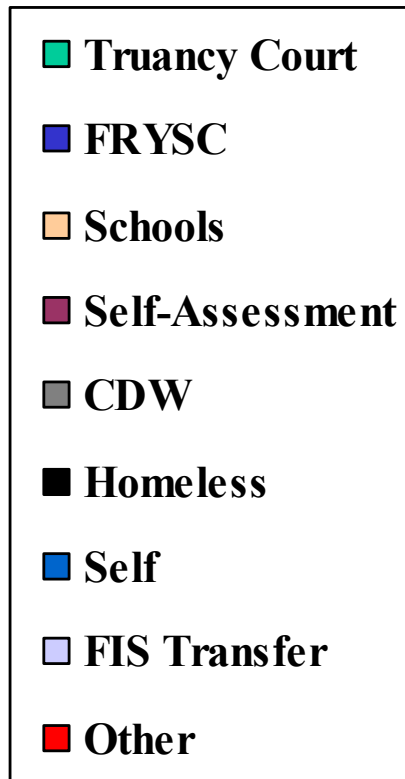 Truancy Court
FRYSC
Schools
Self-Assessment
CDW
Homeless
Self
FIS Transfer
Other